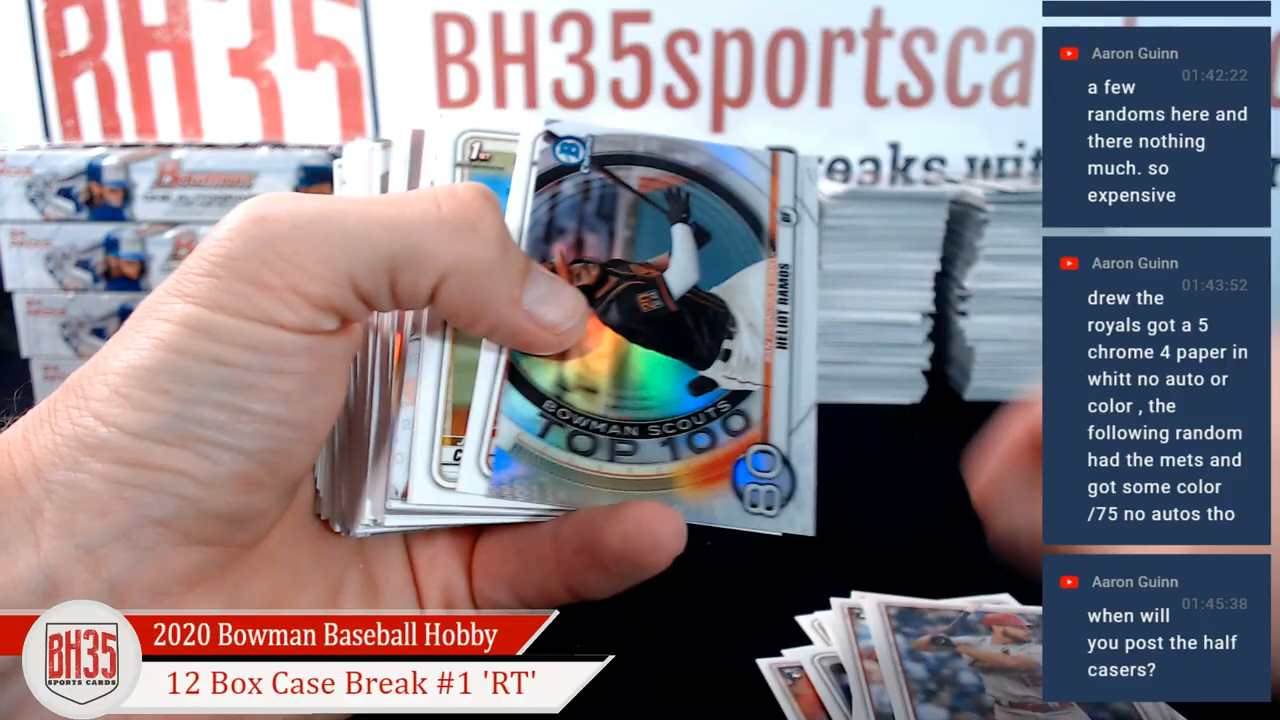 BH35
BH35sportsca
reaks wi
BOWMAN
1ST
B
OF
HELIOT RAMOS
BOWMAN SCOUTS
TOP 100
80
Aaron Guinn
01:42:22
a few
randoms here and
there nothing
much. so
expensive
Aaron Guinn
01:43:52
drew the
royals got a 5
chrome 4 paper in
whitt no auto or
color , the
following random
had the mets and
got some color
/75 no autos tho
Aaron Guinn
01:45:38
when will
you post the half
casers?
BH35
SPORTS CARDS
2020 Bowman Baseball Hobby
12 Box Case Break #1 'RT'